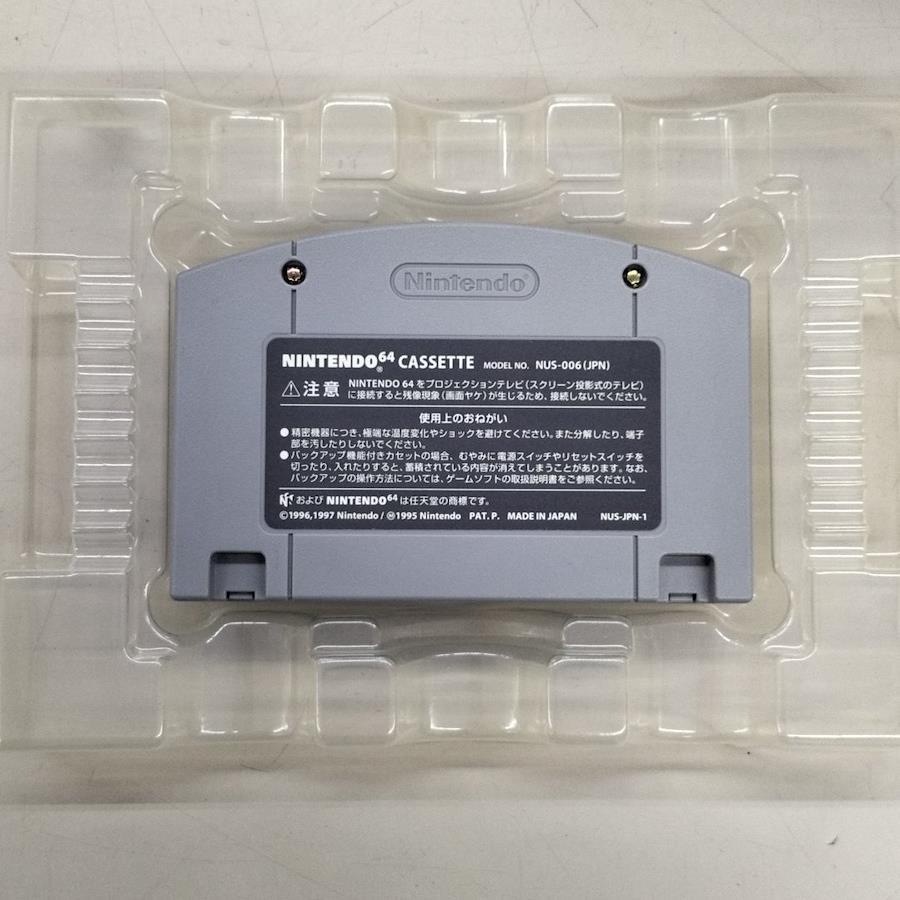 Nintendo®
NINTENDO64® CASSETTE MODEL NO. NUS-006(JPN)
⚠注意 NINTENDO 64をプロジェクションテレビ(スクリーン投影式のテレビ)
に接続すると残像現象(画面ヤケ)が生じるため、接続しないでください。
使用上のおねがい
●精密機器につき、極端な温度変化やショックを避けてください。また分解したり、端子
部を汚したりしないでください。
●バックアップ機能付きカセットの場合、むやみに電源スイッチやリセットスイッチを
切ったり、入れたりすると、蓄積されている内容が消えてしまうことがあります。なお、
バックアップの操作方法については、ゲームソフトの取扱説明書をご参照ください。
および NINTENDO64 は任天堂の商標です。
©1996,1997 Nintendo/Ⓜ1995 Nintendo PAT. P. MADE IN JAPAN NUS-JPN-1